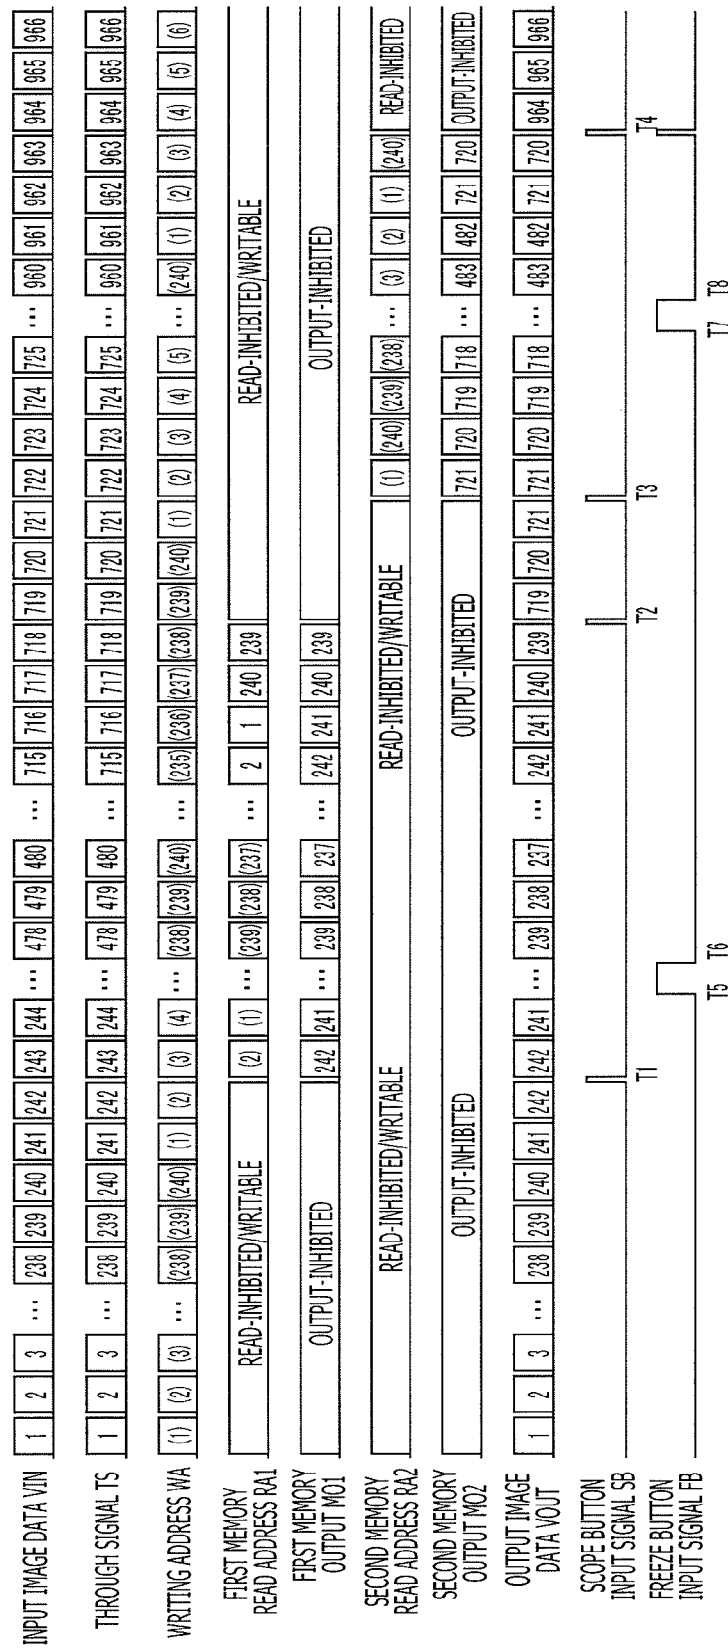 INPUT IMAGE DATA VIN 1 2 3 ... 238 239 240 241 242 243 244 ... 478 479 480 ... 715 716 717 718 719 720 721 722 723 724 725 ... 960 961 962 963 964 965 966
THROUGH SIGNAL TS 1 2 3 ... 238 239 240 241 242 243 244 ... 478 479 480 ... 715 716 717 718 719 720 721 722 723 724 725 ... 960 961 962 963 964 965 966
WRITING ADDRESS WA (1) (2) (3) ... (238) (239) (240) (1) (2) (3) (4) ... (238) (239) (240) ... (235) (236) (237) (238) (239) (240) (1) (2) (3) (4) (5) ... (240) (1) (2) (3) (4) (5) (6)
FIRST MEMORY
READ ADDRESS RA1 READ-INHIBITED/WRITABLE (2) (1) ... (239) (238) (237) ... 2 1 240 239 READ-INHIBITED/WRITABLE
FIRST MEMORY
OUTPUT MO1 OUTPUT-INHIBITED 242 241 ... 239 238 237 ... 242 241 240 239 OUTPUT-INHIBITED
SECOND MEMORY
READ ADDRESS RA2 READ-INHIBITED/WRITABLE READ-INHIBITED/WRITABLE (1) (240) (239) (238) ... (3) (2) (1) (240) READ-INHIBITED
SECOND MEMORY
OUTPUT MO2 OUTPUT-INHIBITED OUTPUT-INHIBITED 721 720 719 718 ... 483 482 721 720 OUTPUT-INHIBITED
OUTPUT IMAGE
DATA VOUT 1 2 3 ... 238 239 240 241 242 242 241 ... 239 238 237 ... 242 241 240 239 719 720 721 721 720 719 718 ... 483 482 721 720 964 965 966
SCOPE BUTTON
INPUT SIGNAL SB
T1 T2 T3 T4
FREEZE BUTTON
INPUT SIGNAL FB
T5 T6 T7 T8